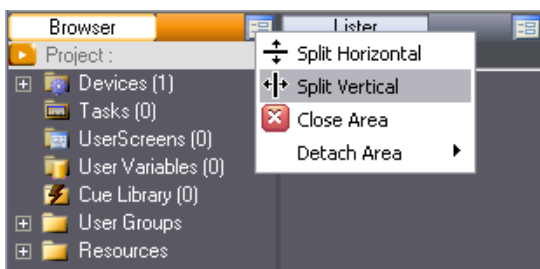 Browser
Lister
Project :
Split Horizontal
Split Vertical
Close Area
Detach Area
Devices (1)
Tasks (0)
UserScreens (0)
User Variables (0)
Cue Library (0)
User Groups
Resources